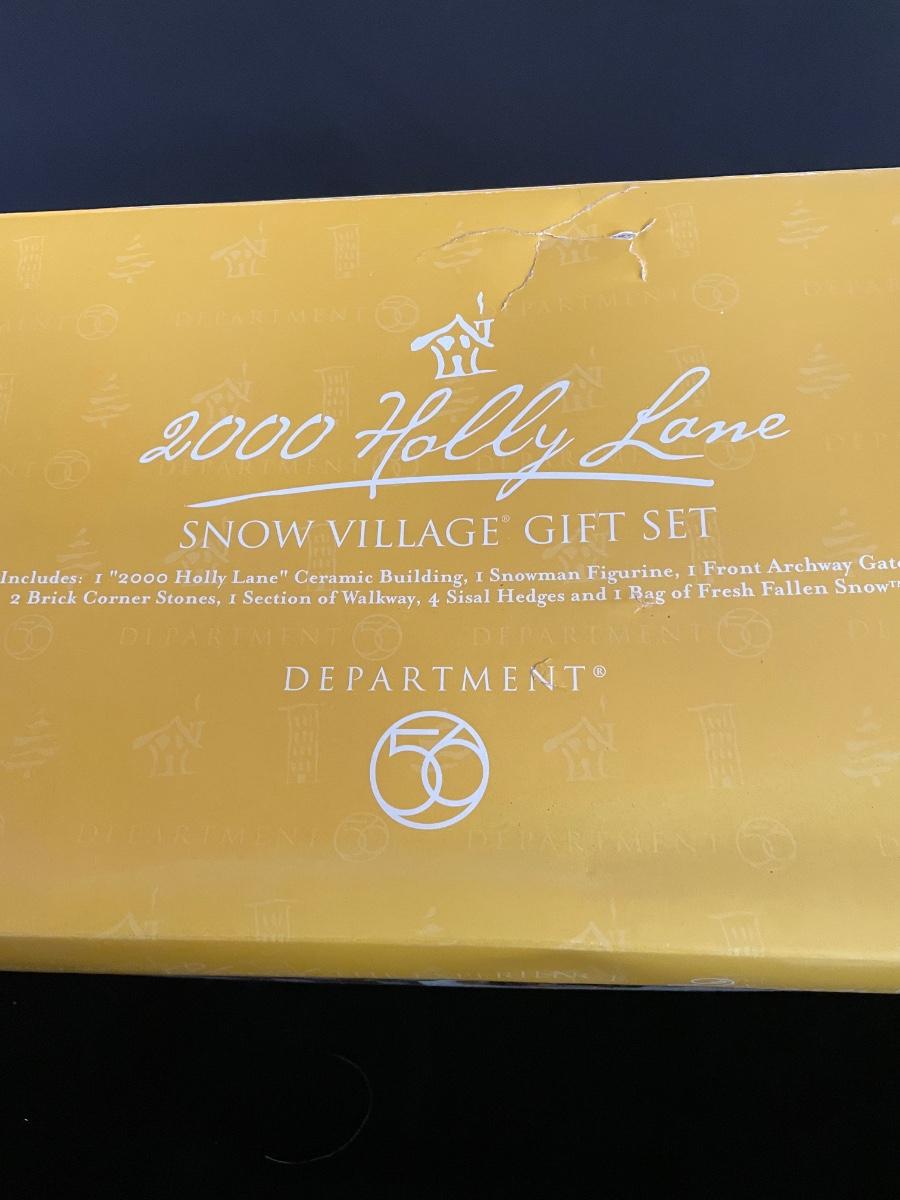 2000 Holly Lane
SNOW VILLAGE® GIFT SET
Includes: 1 "2000 Holly Lane" Ceramic Building, 1 Snowman Figurine, 1 Front Archway Gate
2 Brick Corner Stones, 1 Section of Walkway, 4 Sisal Hedges and 1 Bag of Fresh Fallen Snow™
DEPARTMENT®
56